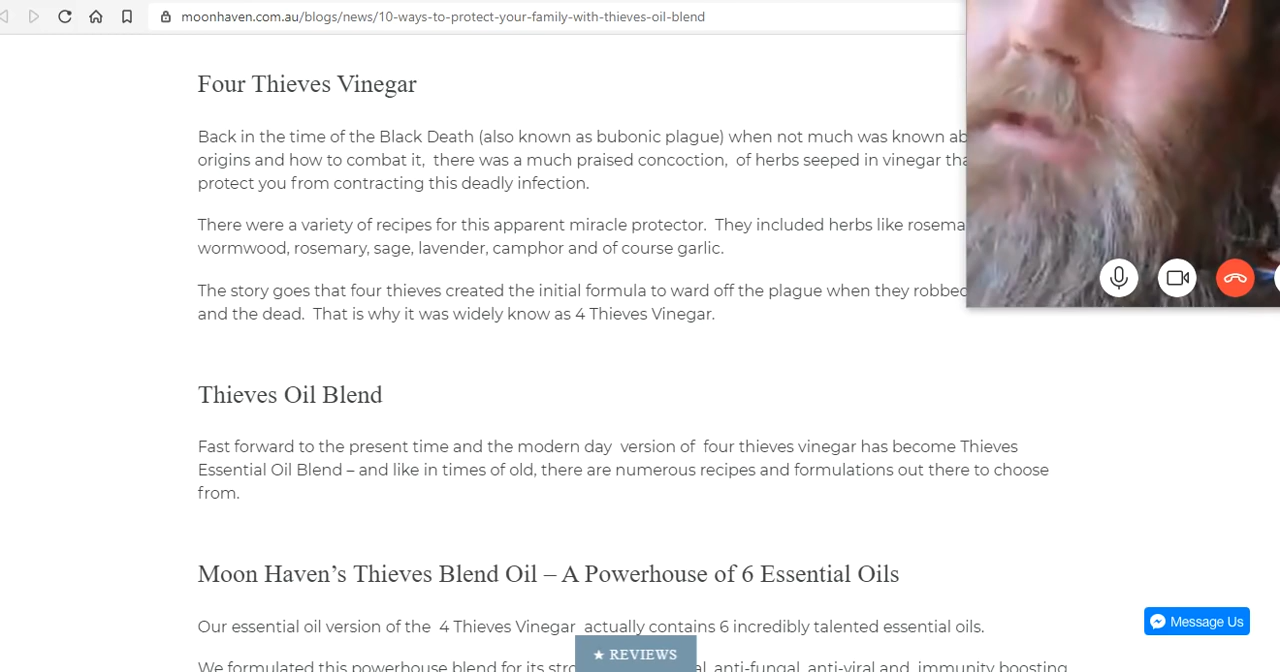 moonhaven.com.au/blogs/news/10-ways-to-protect-your-family-with-thieves-oil-blend
Four Thieves Vinegar
Back in the time of the Black Death (also known as bubonic plague) when not much was known
origins and how to combat it, there was a much praised concoction, of herbs seeped in vinegar
protect you from contracting this deadly infection.
There were a variety of recipes for this apparent miracle protector. They included herbs like
wormwood, rosemary, sage, lavender, camphor and of course garlic.
The story goes that four thieves created the initial formula to ward off the plague when they robbed
and the dead. That is why it was widely know as 4 Thieves Vinegar.
Thieves Oil Blend
Fast forward to the present time and the modern day version of four thieves vinegar has become Thieves
Essential Oil Blend – and like in times of old, there are numerous recipes and formulations out there to choose
from.
Moon Haven's Thieves Blend Oil – A Powerhouse of 6 Essential Oils
Our essential oil version of the 4 Thieves Vinegar actually contains 6 incredibly talented essential oils.
Message Us
★ REVIEWS
We formulated this powerhouse blend for its anti-fungal, anti-viral and immunity boosting